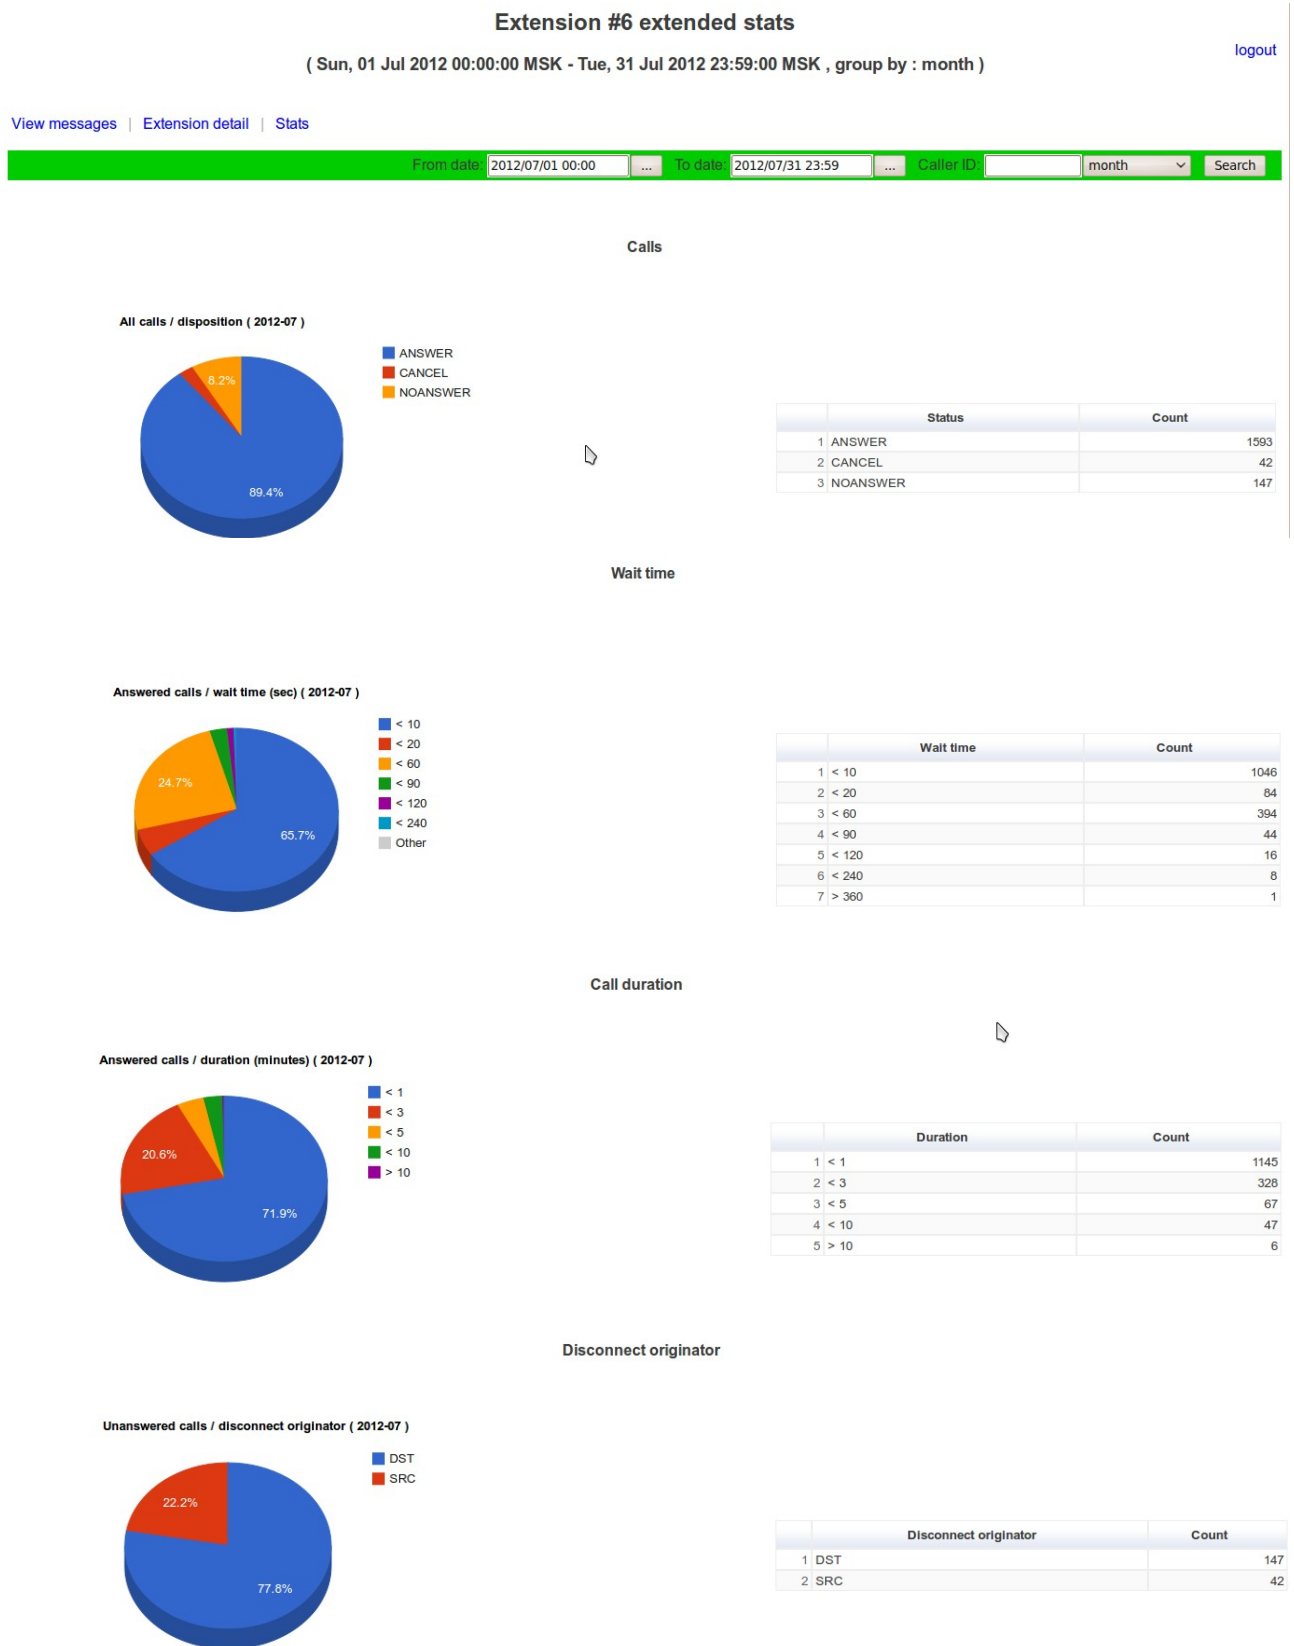 Extension #6 extended stats
logout
( Sun, 01 Jul 2012 00:00:00 MSK - Tue, 31 Jul 2012 23:59:00 MSK , group by : month )
View messages | Extension detail | Stats
From date: 2012/07/01 00:00 ... To date: 2012/07/31 23:59 ... Caller ID: month Search
Calls
All calls / disposition ( 2012-07 )
ANSWER
CANCEL
NOANSWER
8.2%
89.4%
Status Count
1 ANSWER 1593
2 CANCEL 42
3 NOANSWER 147
Wait time
Answered calls / wait time (sec) ( 2012-07 )
< 10
< 20
< 60
< 90
< 120
< 240
Other
24.7%
65.7%
Wait time Count
1 < 10 1046
2 < 20 84
3 < 60 394
4 < 90 44
5 < 120 16
6 < 240 8
7 > 360 1
Call duration
Answered calls / duration (minutes) ( 2012-07 )
< 1
< 3
< 5
< 10
> 10
20.6%
71.9%
Duration Count
1 < 1 1145
2 < 3 328
3 < 5 67
4 < 10 47
5 > 10 6
Disconnect originator
Unanswered calls / disconnect originator ( 2012-07 )
DST
SRC
22.2%
77.8%
Disconnect originator Count
1 DST 147
2 SRC 42